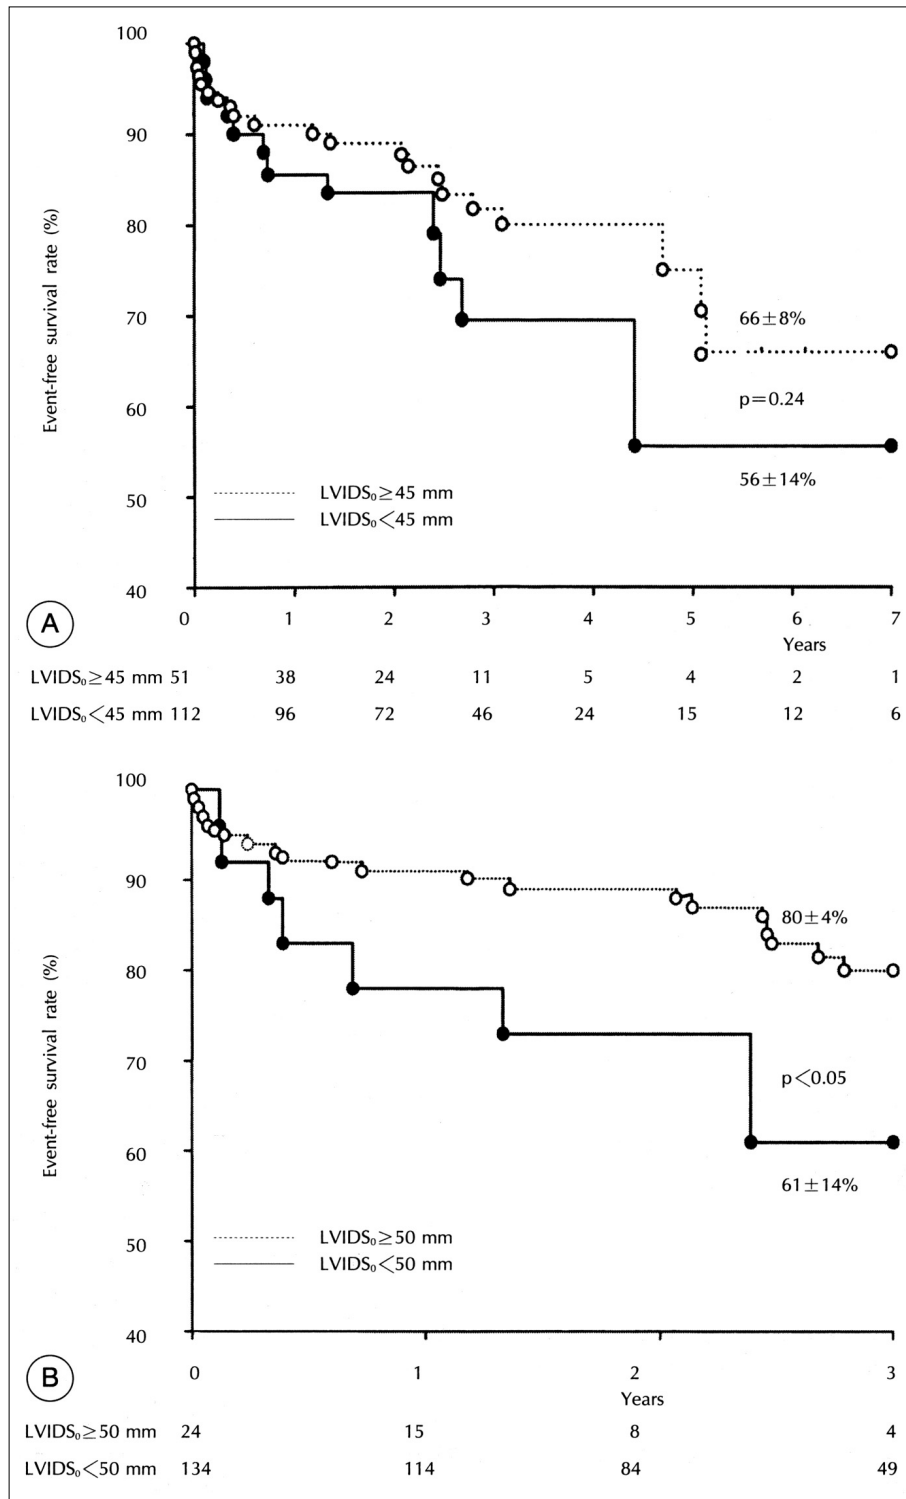 100
90
80
70
60
50
40
Event-free survival rate (%)
66±8%
p=0.24
56±14%
LVIDS₀≥45 mm
LVIDS₀<45 mm
0 1 2 3 4 5 6 7
Years
A
LVIDS₀≥45 mm 51 38 24 11 5 4 2 1
LVIDS₀<45 mm 112 96 72 46 24 15 12 6
100
90
80
70
60
50
40
Event-free survival rate (%)
80±4%
p<0.05
61±14%
LVIDS₀≥50 mm
LVIDS₀<50 mm
0 1 2 3
Years
B
LVIDS₀≥50 mm 24 15 8 4
LVIDS₀<50 mm 134 114 84 49